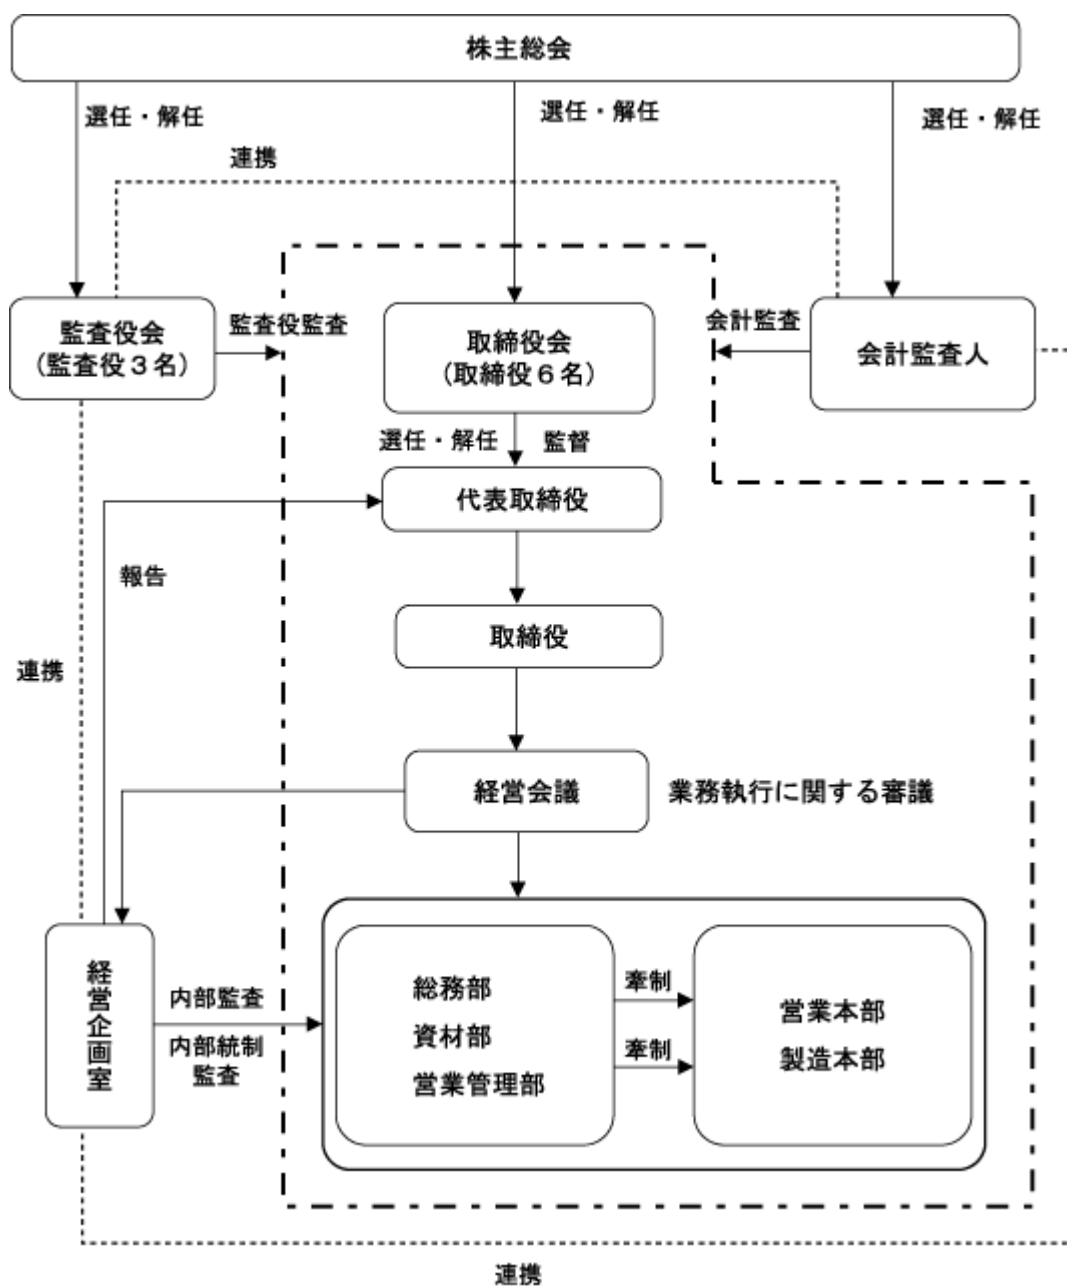 株主総会
選任・解任
選任・解任
選任・解任
連携
監査役会
（監査役３名）
監査役監査
取締役会
（取締役６名）
会計監査
会計監査人
選任・解任
監督
代表取締役
報告
取締役
連携
経営会議
業務執行に関する審議
経営企画室
内部監査
内部統制
監査
総務部
資材部
営業管理部
牽制
牽制
営業本部
製造本部
連携